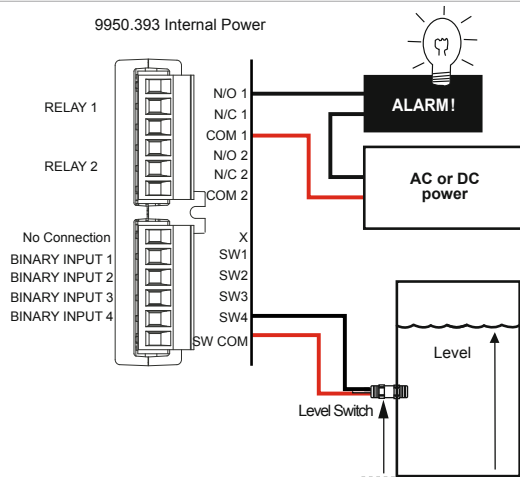 9950.393 Internal Power
RELAY 1
RELAY 2
N/O 1
N/C 1
COM 1
N/O 2
N/C 2
COM 2
ALARM!
AC or DC
power
No Connection
BINARY INPUT 1
BINARY INPUT 2
BINARY INPUT 3
BINARY INPUT 4
X
SW1
SW2
SW3
SW4
SW COM
Level
Level Switch